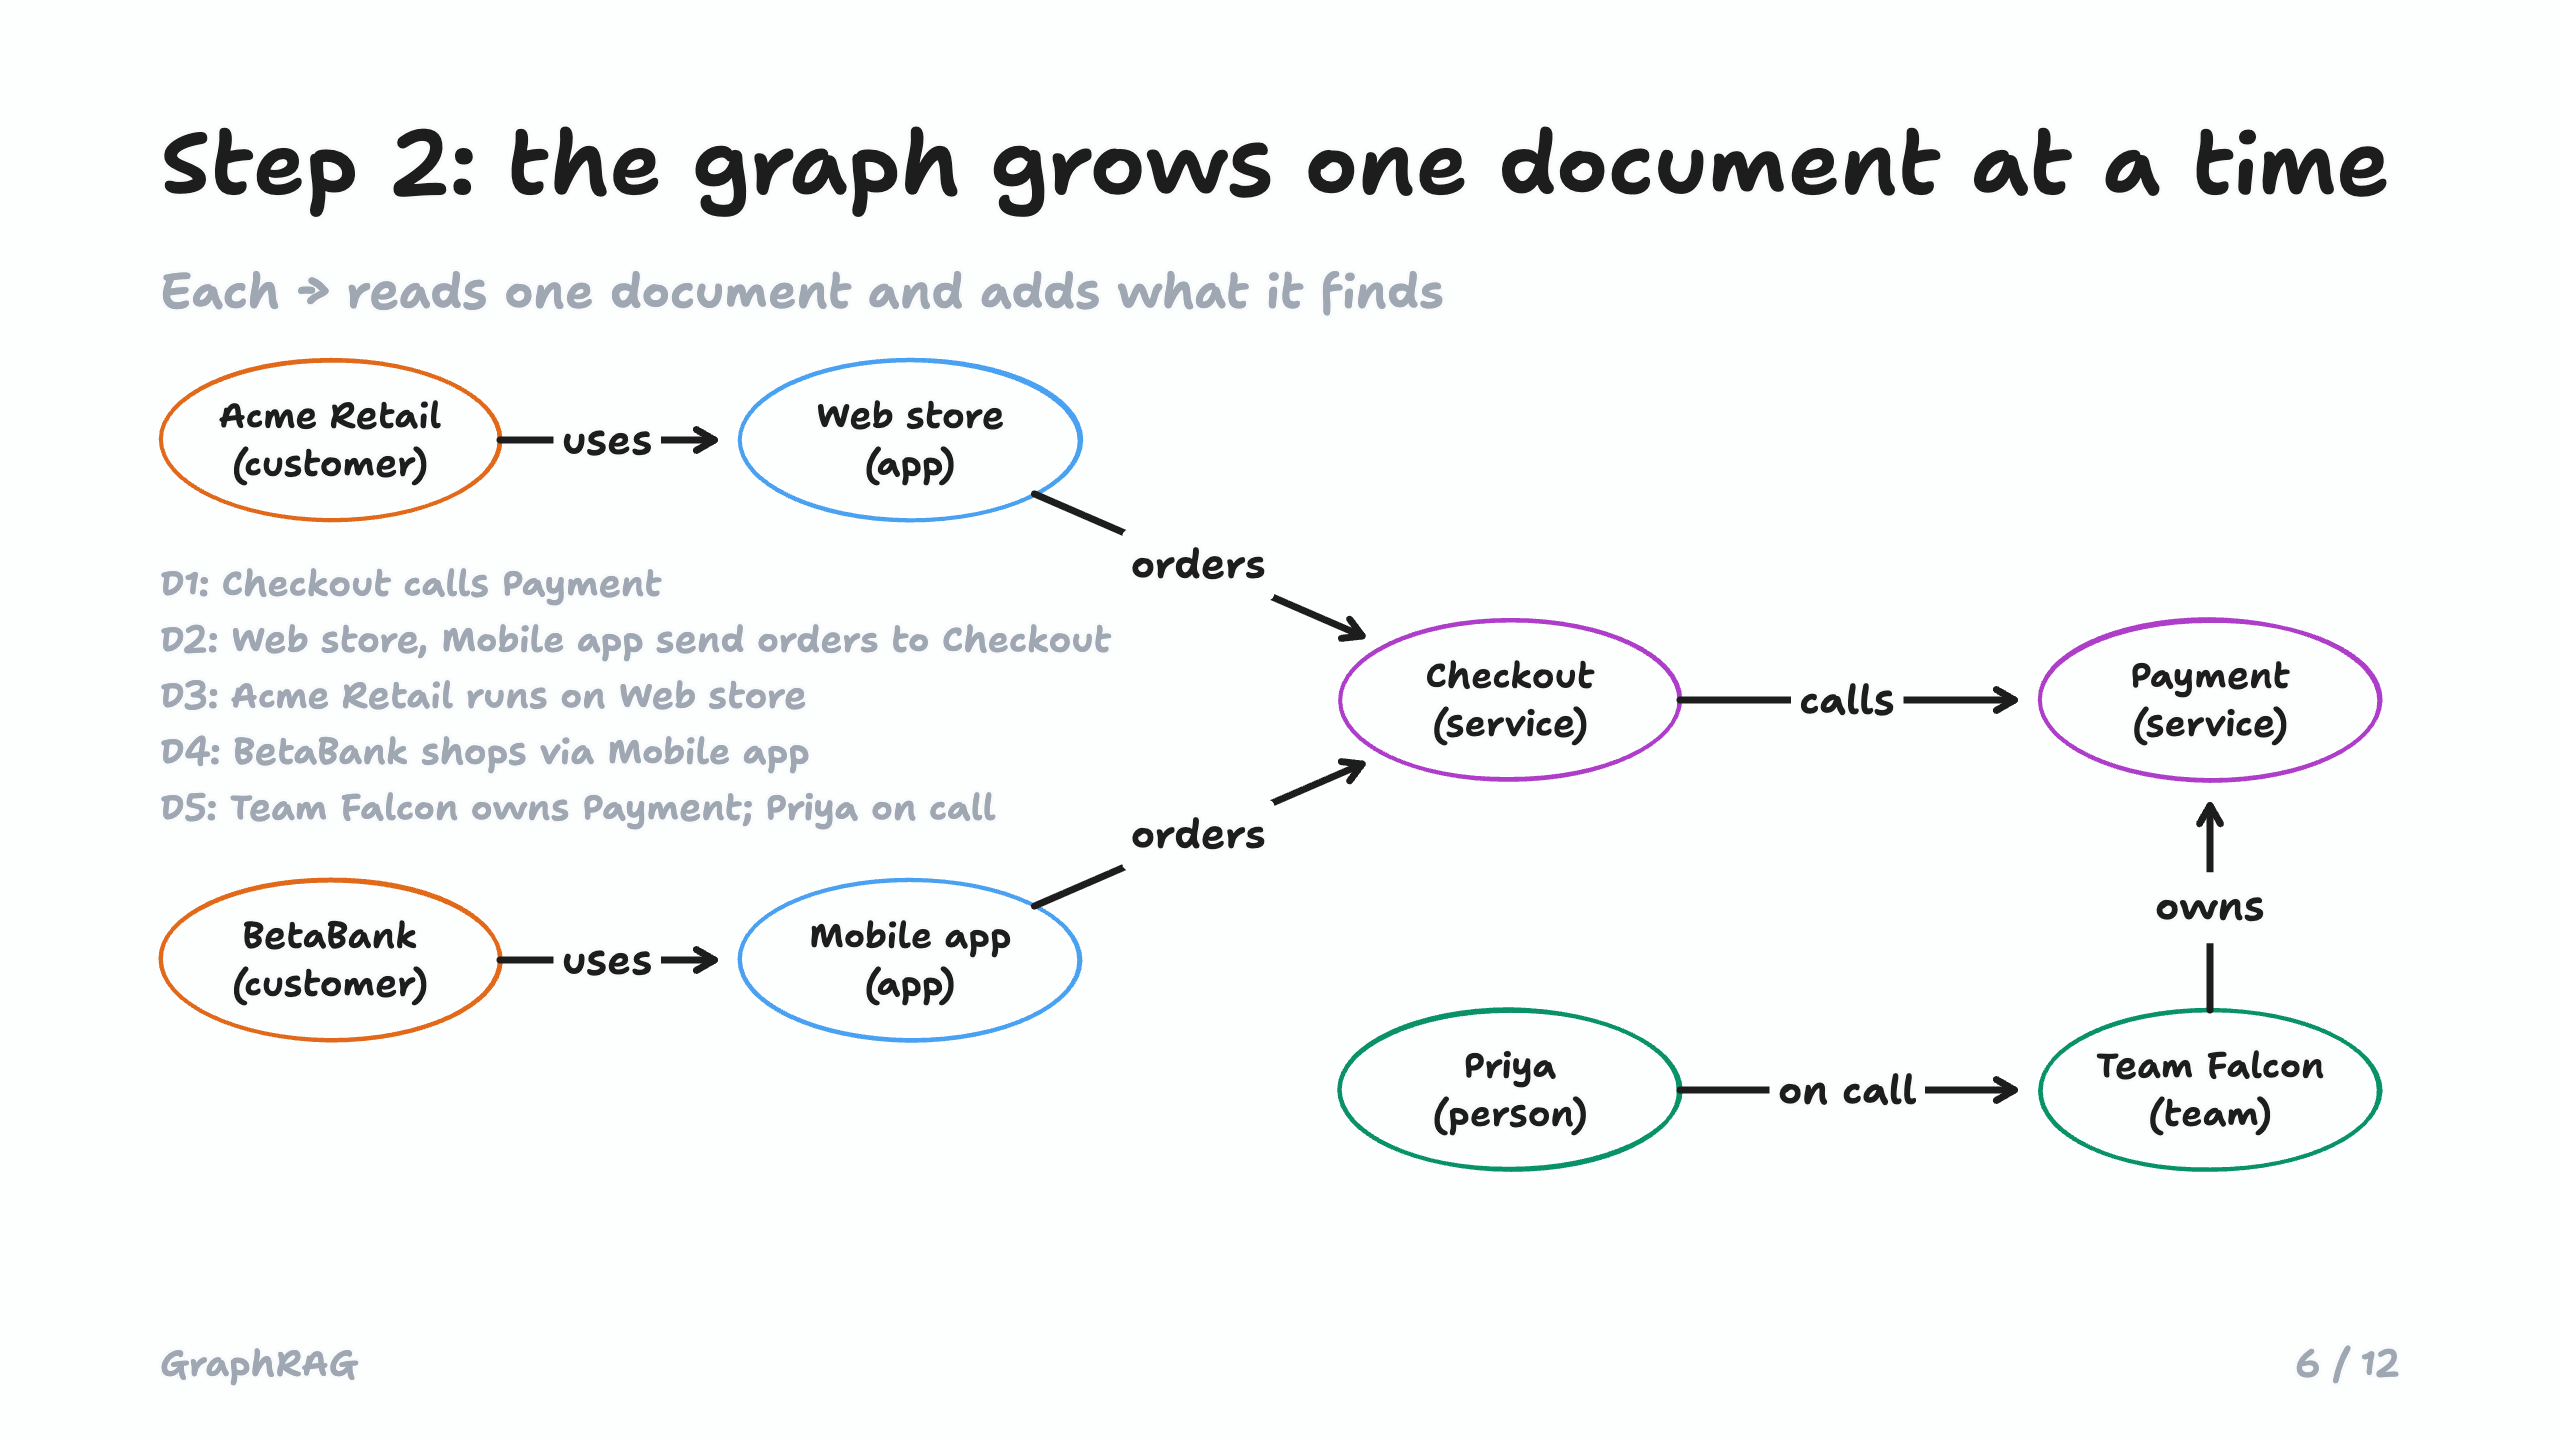 Step 2: the graph grows one document at a time
Each → reads one document and adds what it finds
Acme Retail
(customer)
uses
Web store
(app)
orders
D1: Checkout calls Payment
D2: Web store, Mobile app send orders to Checkout
D3: Acme Retail runs on Web store
D4: BetaBank shops via Mobile app
D5: Team Falcon owns Payment; Priya on call
Checkout
(service)
calls
Payment
(service)
orders
owns
BetaBank
(customer)
uses
Mobile app
(app)
Priya
(person)
on call
Team Falcon
(team)
GraphRAG
6 / 12